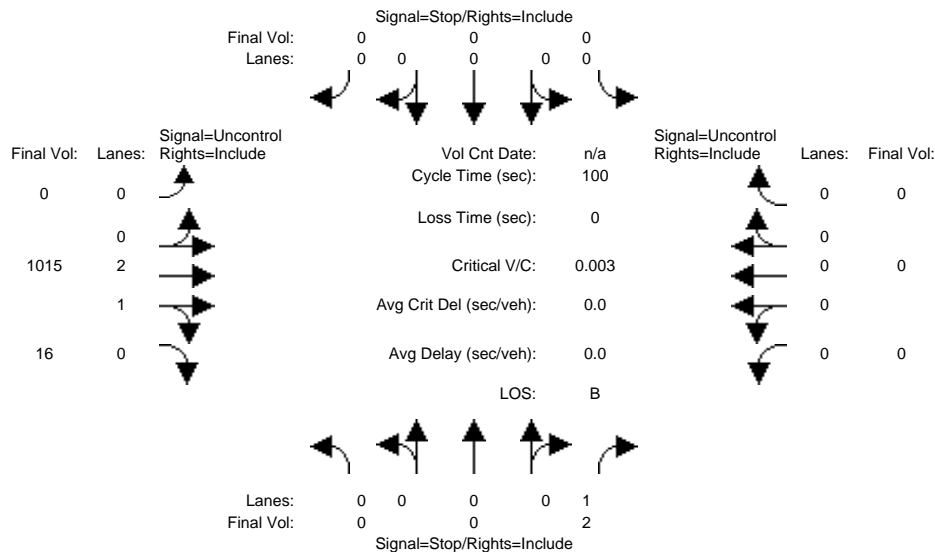 Signal=Stop/Rights=Include
Final Vol: 0 0 0
Lanes: 0 0 0 0 0
Signal=Uncontrol Signal=Uncontrol
Final Vol: Lanes: Rights=Include Vol Cnt Date: n/a Rights=Include Lanes: Final Vol:
Cycle Time (sec): 100
0 0 0 0
Loss Time (sec): 0
0 0
1015 2 Critical V/C: 0.003 0 0
1 Avg Crit Del (sec/veh): 0.0 0
16 0 Avg Delay (sec/veh): 0.0 0 0
LOS: B
Lanes: 0 0 0 0 1
Final Vol: 0 0 2
Signal=Stop/Rights=Include